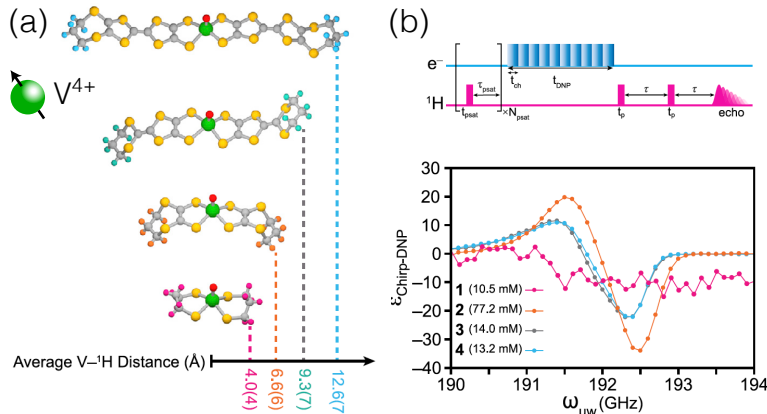 (a)
V4+
Average V–1H Distance (Å)
4.0(4)
6.6(6)
9.3(7)
12.6(7
(b)
e–
1H
τpsat
tpsat
×Npsat
tch
tDNP
tp
τ
tp
τ
echo
εChirp-DNP
30
20
10
0
–10
–20
–30
–40
1 (10.5 mM)
2 (77.2 mM)
3 (14.0 mM)
4 (13.2 mM)
190 191 192 193 194
ωμw (GHz)